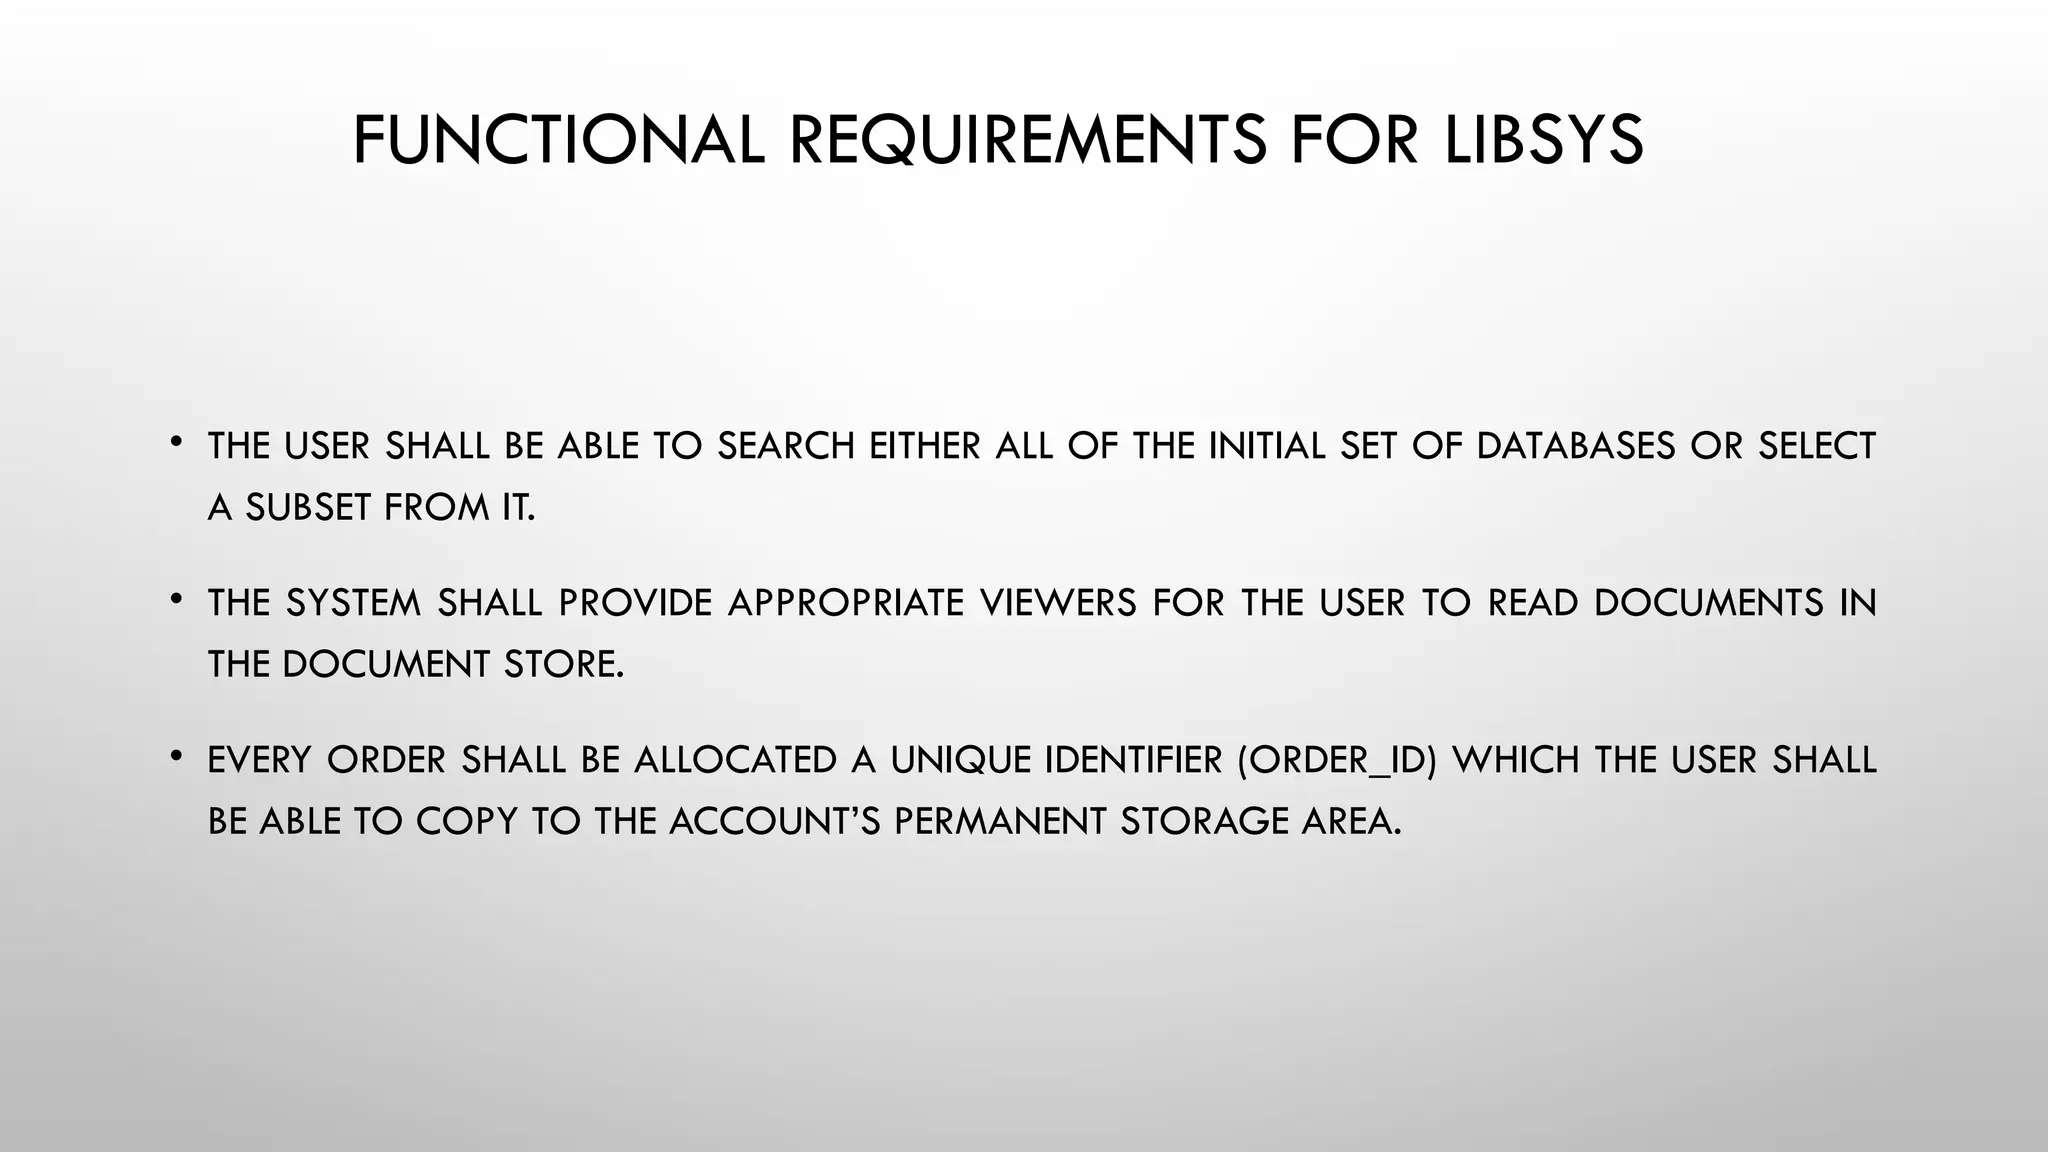 FUNCTIONAL REQUIREMENTS FOR LIBSYS
• THE USER SHALL BE ABLE TO SEARCH EITHER ALL OF THE INITIAL SET OF DATABASES OR SELECT
A SUBSET FROM IT.
• THE SYSTEM SHALL PROVIDE APPROPRIATE VIEWERS FOR THE USER TO READ DOCUMENTS IN
THE DOCUMENT STORE.
• EVERY ORDER SHALL BE ALLOCATED A UNIQUE IDENTIFIER (ORDER_ID) WHICH THE USER SHALL
BE ABLE TO COPY TO THE ACCOUNT’S PERMANENT STORAGE AREA.